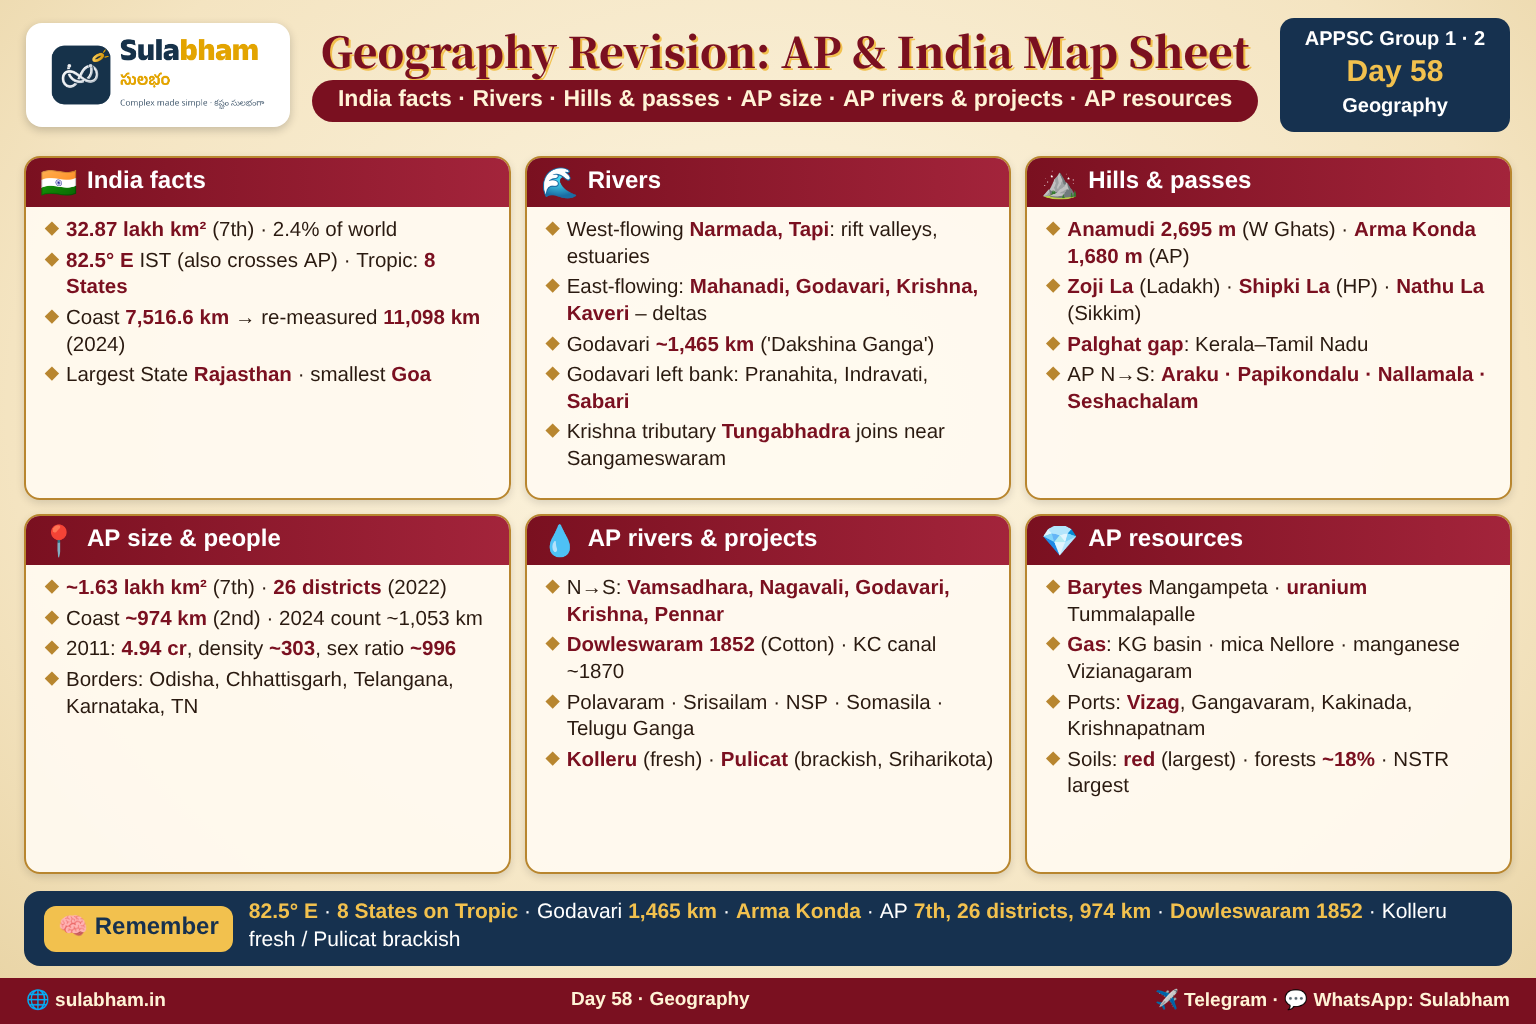 Sulabham
సులభం
Complex made simple · కష్టం సులభంగా
Geography Revision: AP & India Map Sheet
India facts · Rivers · Hills & passes · AP size · AP rivers & projects · AP resources
APPSC Group 1 · 2
Day 58
Geography
India facts
32.87 lakh km² (7th) · 2.4% of world
82.5° E IST (also crosses AP) · Tropic: 8
States
Coast 7,516.6 km → re-measured 11,098 km
(2024)
Largest State Rajasthan · smallest Goa
Rivers
West-flowing Narmada, Tapi: rift valleys,
estuaries
East-flowing: Mahanadi, Godavari, Krishna,
Kaveri – deltas
Godavari ~1,465 km ('Dakshina Ganga')
Godavari left bank: Pranahita, Indravati,
Sabari
Krishna tributary Tungabhadra joins near
Sangameswaram
Hills & passes
Anamudi 2,695 m (W Ghats) · Arma Konda
1,680 m (AP)
Zoji La (Ladakh) · Shipki La (HP) · Nathu La
(Sikkim)
Palghat gap: Kerala–Tamil Nadu
AP N→S: Araku · Papikondalu · Nallamala ·
Seshachalam
AP size & people
~1.63 lakh km² (7th) · 26 districts (2022)
Coast ~974 km (2nd) · 2024 count ~1,053 km
2011: 4.94 cr, density ~303, sex ratio ~996
Borders: Odisha, Chhattisgarh, Telangana,
Karnataka, TN
AP rivers & projects
N→S: Vamsadhara, Nagavali, Godavari,
Krishna, Pennar
Dowleswaram 1852 (Cotton) · KC canal
~1870
Polavaram · Srisailam · NSP · Somasila ·
Telugu Ganga
Kolleru (fresh) · Pulicat (brackish, Sriharikota)
AP resources
Barytes Mangampeta · uranium
Tummalapalle
Gas: KG basin · mica Nellore · manganese
Vizianagaram
Ports: Vizag, Gangavaram, Kakinada,
Krishnapatnam
Soils: red (largest) · forests ~18% · NSTR
largest
Remember
82.5° E · 8 States on Tropic · Godavari 1,465 km · Arma Konda · AP 7th, 26 districts, 974 km · Dowleswaram 1852 · Kolleru
fresh / Pulicat brackish
sulabham.in
Day 58 · Geography
Telegram · WhatsApp: Sulabham